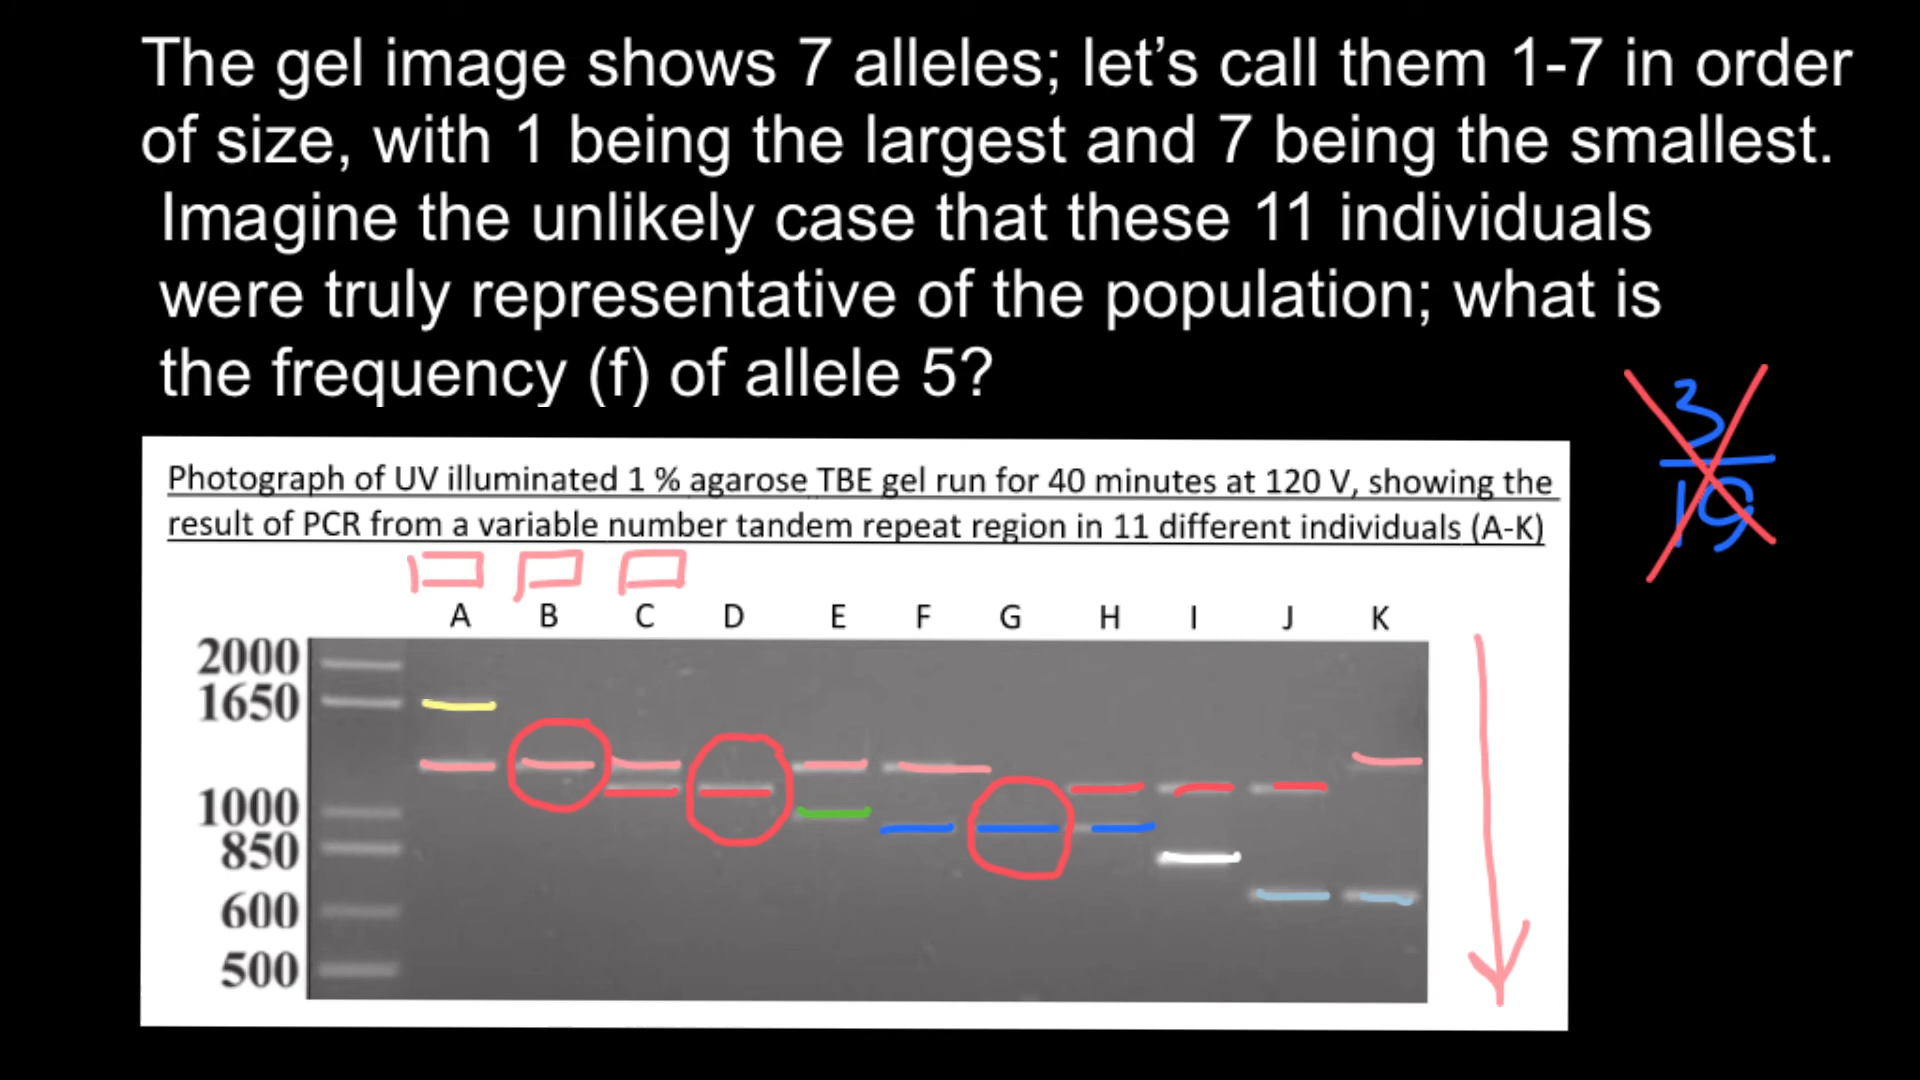 The gel image shows 7 alleles; let's call them 1-7 in order
of size, with 1 being the largest and 7 being the smallest.
Imagine the unlikely case that these 11 individuals
were truly representative of the population; what is
the frequency (f) of allele 5?
3
19
Photograph of UV illuminated 1 % agarose TBE gel run for 40 minutes at 120 V, showing the
result of PCR from a variable number tandem repeat region in 11 different individuals (A-K)
A B C D E F G H I J K
2000
1650
1000
850
600
500